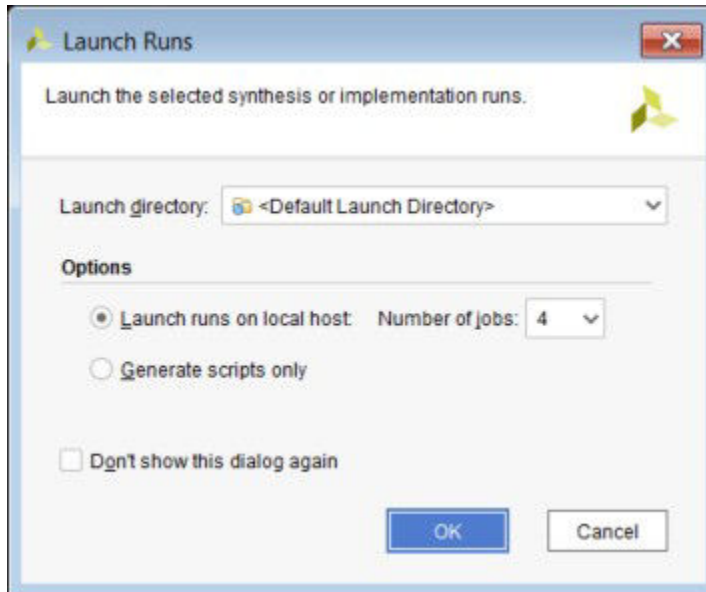 Launch Runs
Launch the selected synthesis or implementation runs.
Launch directory: <Default Launch Directory>
Options
Launch runs on local host: Number of jobs: 4
Generate scripts only
Don't show this dialog again
OK Cancel